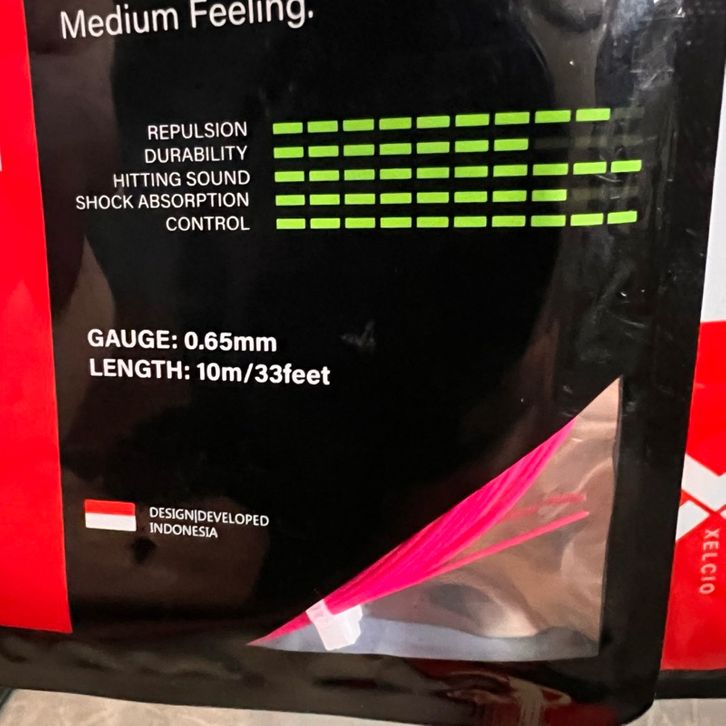 Medium Feeling.
REPULSION
DURABILITY
HITTING SOUND
SHOCK ABSORPTION
CONTROL
GAUGE: 0.65mm
LENGTH: 10m/33feet
DESIGN|DEVELOPED
INDONESIA
XELCIO